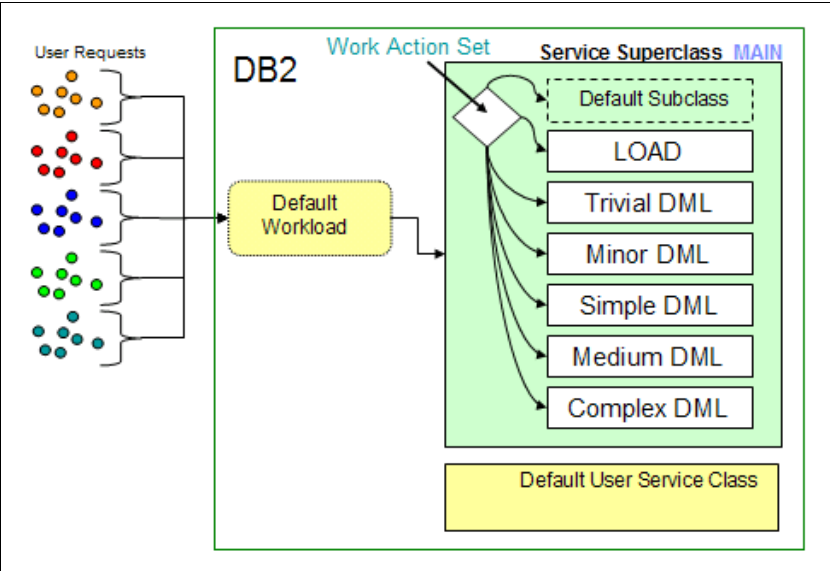 User Requests
DB2
Work Action Set
Service Superclass MAIN
Default Subclass
LOAD
Trivial DML
Minor DML
Simple DML
Medium DML
Complex DML
Default
Workload
Default User Service Class